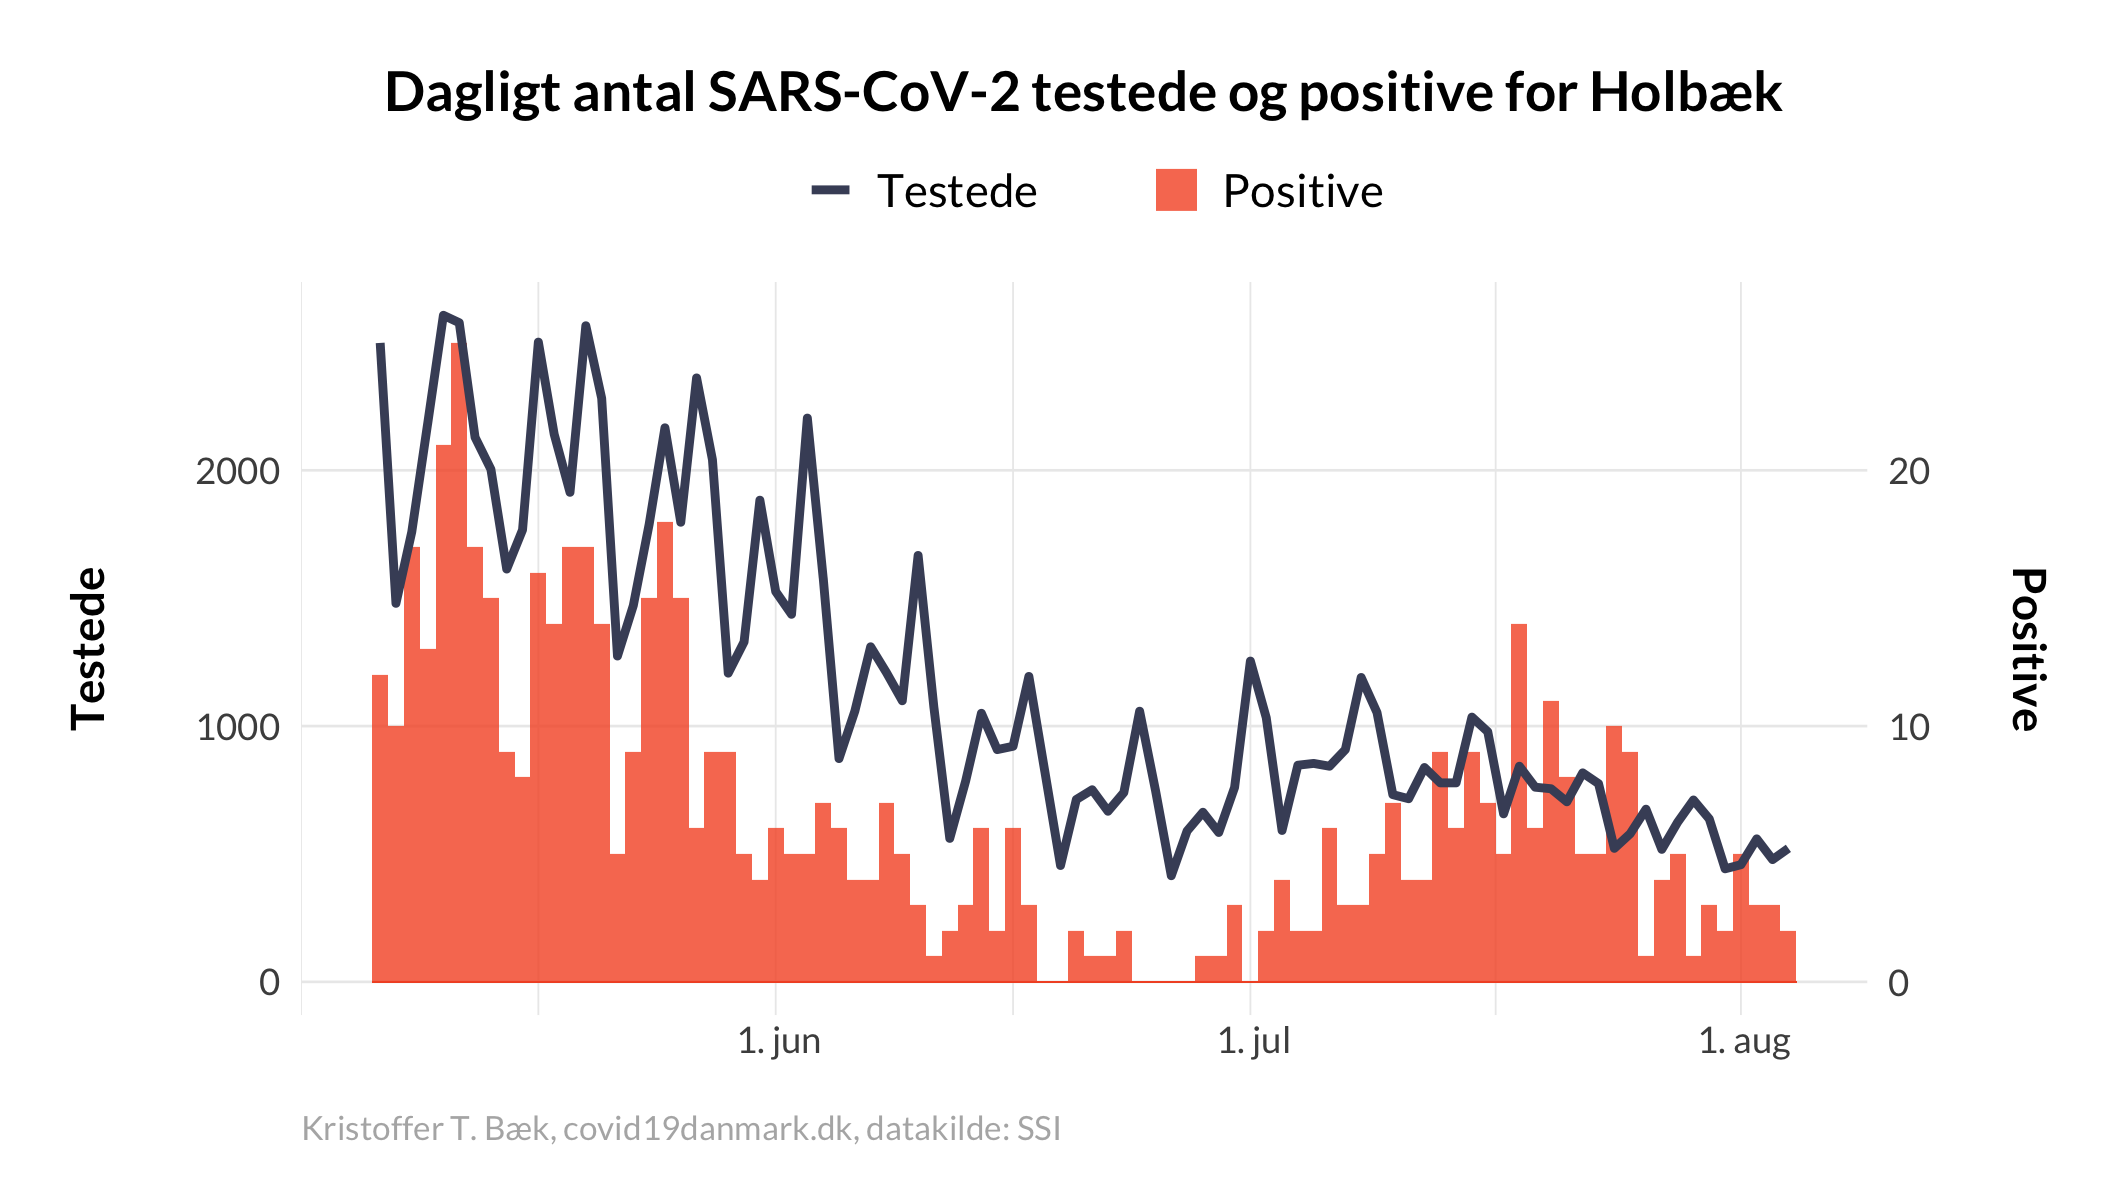 Dagligt antal SARS-CoV-2 testede og positive for Holbæk
Testede
Positive
Testede
2000
1000
0
20
10
0
Positive
1. jun
1. jul
1. aug
Kristoffer T. Bæk, covid19danmark.dk, datakilde: SSI